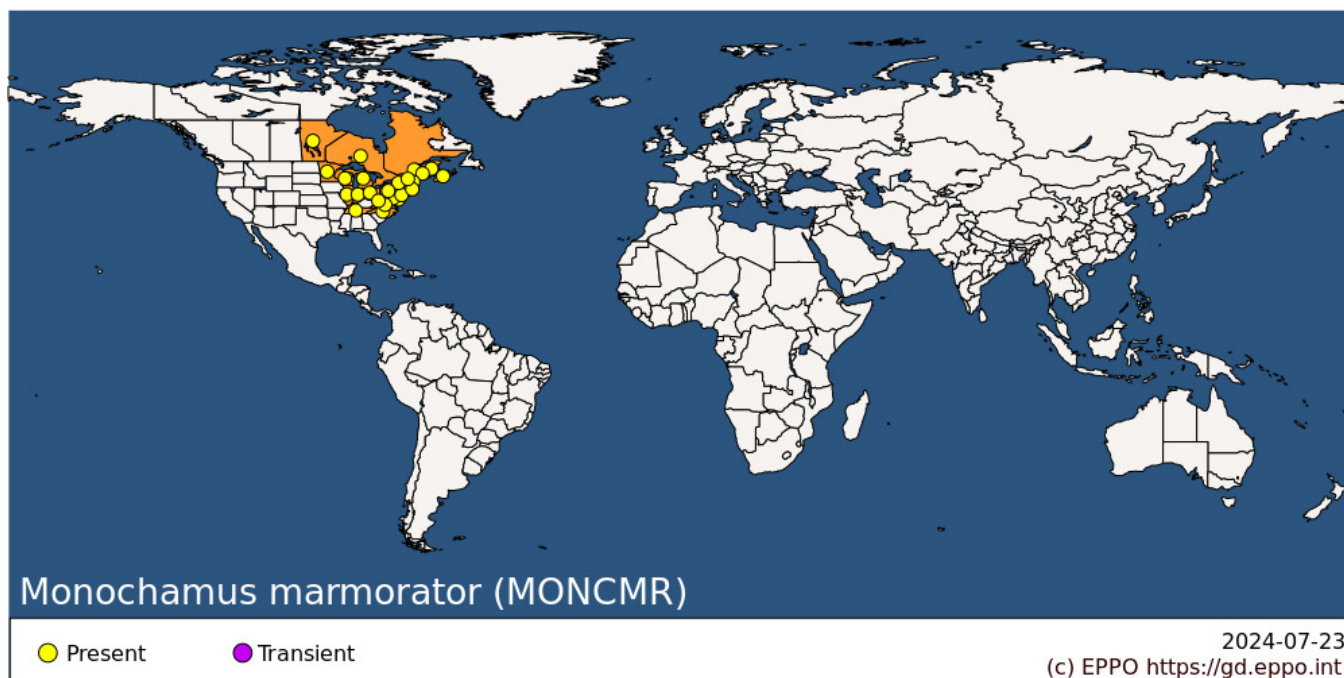 Monochamus marmorator (MONCMR)
Present
Transient
2024-07-23
(c) EPPO https://gd.eppo.int